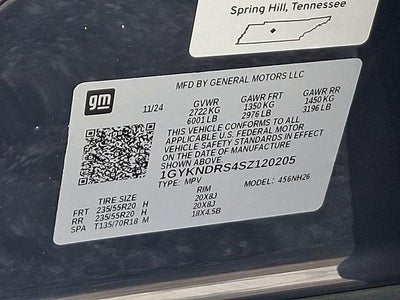 Spring Hill, Tennessee
MFD BY GENERAL MOTORS LLC
gm
11/24
GVWR GAWR FRT GAWR RR
2722 KG 1350 KG 1450 KG
6001 LB 2976 LB 3196 LB
THIS VEHICLE CONFORMS TO ALL
APPLICABLE U.S. FEDERAL MOTOR
VEHICLE SAFETY STANDARDS IN EFFECT
ON THE DATE OF MANUFACTURE
SHOWN ABOVE.
1GYKNDRS4SZ120205
TYPE: MPV MODEL: 456NH26
TIRE SIZE RIM
FRT 235/55R20 H 20X8J
RR 235/55R20 H 20X8J
SPA T135/70R18 M 18X4.5B